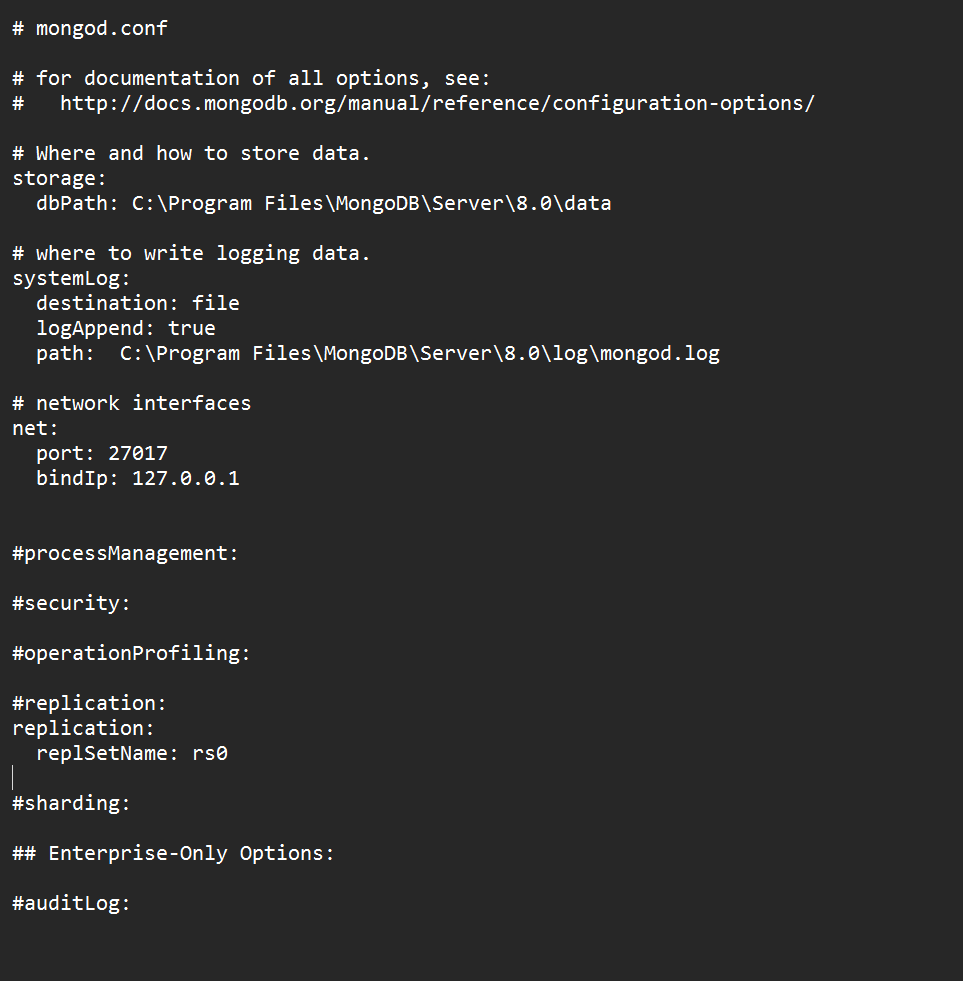 # mongod.conf
# for documentation of all options, see:
#   http://docs.mongodb.org/manual/reference/configuration-options/
# Where and how to store data.
storage:
  dbPath: C:\Program Files\MongoDB\Server\8.0\data
# where to write logging data.
systemLog:
  destination: file
  logAppend: true
  path:  C:\Program Files\MongoDB\Server\8.0\log\mongod.log
# network interfaces
net:
  port: 27017
  bindIp: 127.0.0.1
#processManagement:
#security:
#operationProfiling:
#replication:
replication:
  replSetName: rs0
#sharding:
## Enterprise-Only Options:
#auditLog: